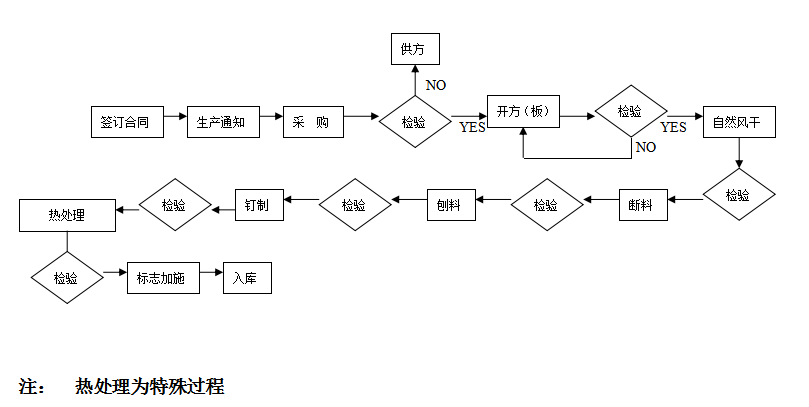 供方
NO
签订合同
生产通知
采　购
检验
YES
开方（板）
检验
YES
NO
自然风干
检验
断料
检验
刨料
检验
钉制
检验
热处理
检验
标志加施
入库
注：　热处理为特殊过程